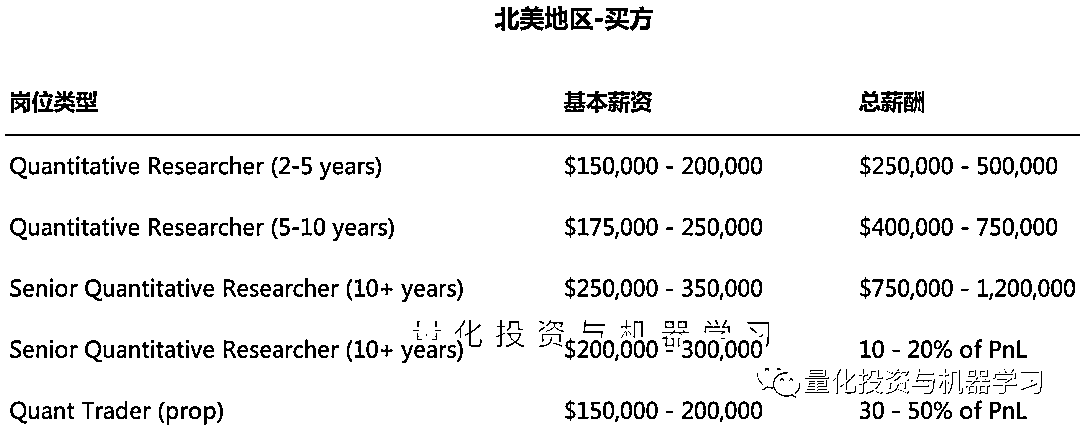 北美地区-买方
岗位类型 基本薪资 总薪酬
Quantitative Researcher (2-5 years) $150,000 - 200,000 $250,000 - 500,000
Quantitative Researcher (5-10 years) $175,000 - 250,000 $400,000 - 750,000
Senior Quantitative Researcher (10+ years) $250,000 - 350,000 $750,000 - 1,200,000
量化投资与机器学习
Senior Quantitative Researcher (10+ years) $200,000 - 300,000 10 - 20% of PnL
量化投资与机器学习
Quant Trader (prop) $150,000 - 200,000 30 - 50% of PnL